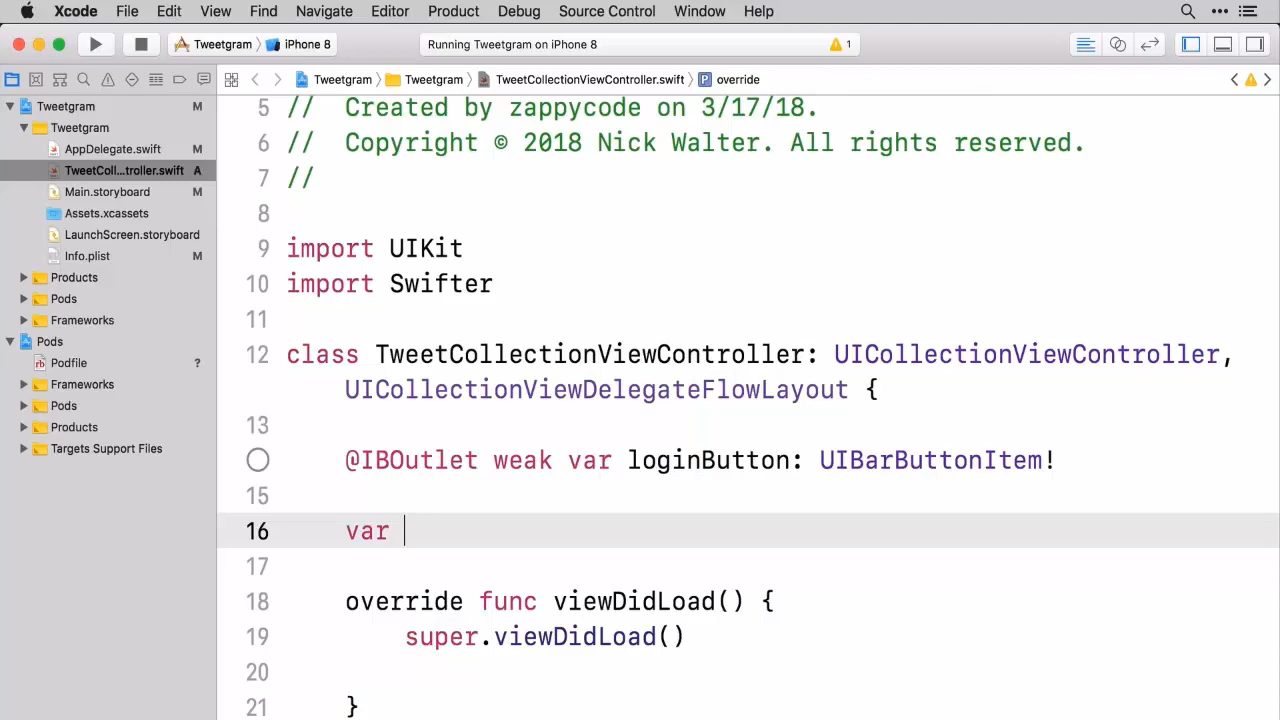 Xcode File Edit View Find Navigate Editor Product Debug Source Control Window Help
Tweetgram iPhone 8 Running Tweetgram on iPhone 8 1
Tweetgram Tweetgram TweetCollectionViewController.swift P override
Tweetgram M
Tweetgram
AppDelegate.swift M
TweetColl...troller.swift A
Main.storyboard M
Assets.xcassets
LaunchScreen.storyboard
Info.plist M
Products
Pods
Frameworks
Pods
Podfile ?
Frameworks
Pods
Products
Targets Support Files
5 // Created by zappycode on 3/17/18.
6 // Copyright © 2018 Nick Walter. All rights reserved.
7 //
8
9 import UIKit
10 import Swifter
11
12 class TweetCollectionViewController: UICollectionViewController,
UICollectionViewDelegateFlowLayout {
13
@IBOutlet weak var loginButton: UIBarButtonItem!
15
16 var
17
18 override func viewDidLoad() {
19 super.viewDidLoad()
20
21 }